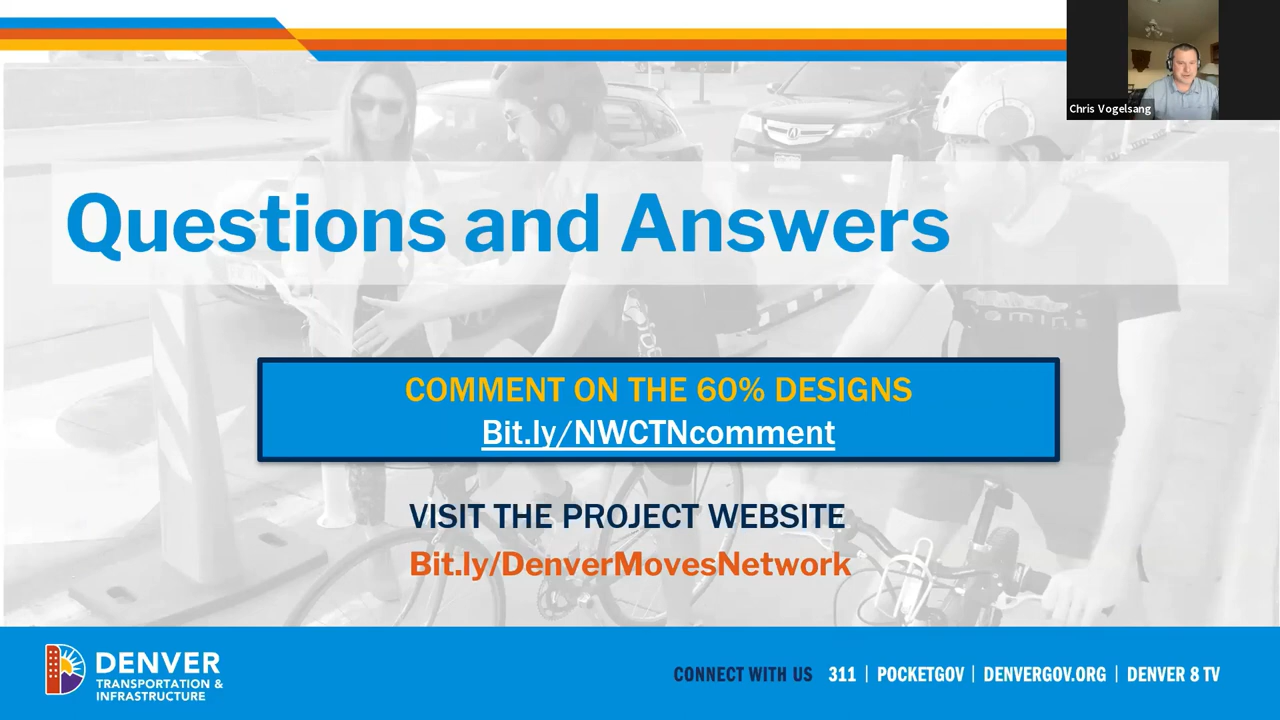 Chris Vogelsang
Questions and Answers
COMMENT ON THE 60% DESIGNS
Bit.ly/NWCTNcomment
VISIT THE PROJECT WEBSITE
Bit.ly/DenverMovesNetwork
DENVER
TRANSPORTATION &
INFRASTRUCTURE
CONNECT WITH US 311 | POCKETGOV | DENVERGOV.ORG | DENVER 8 TV